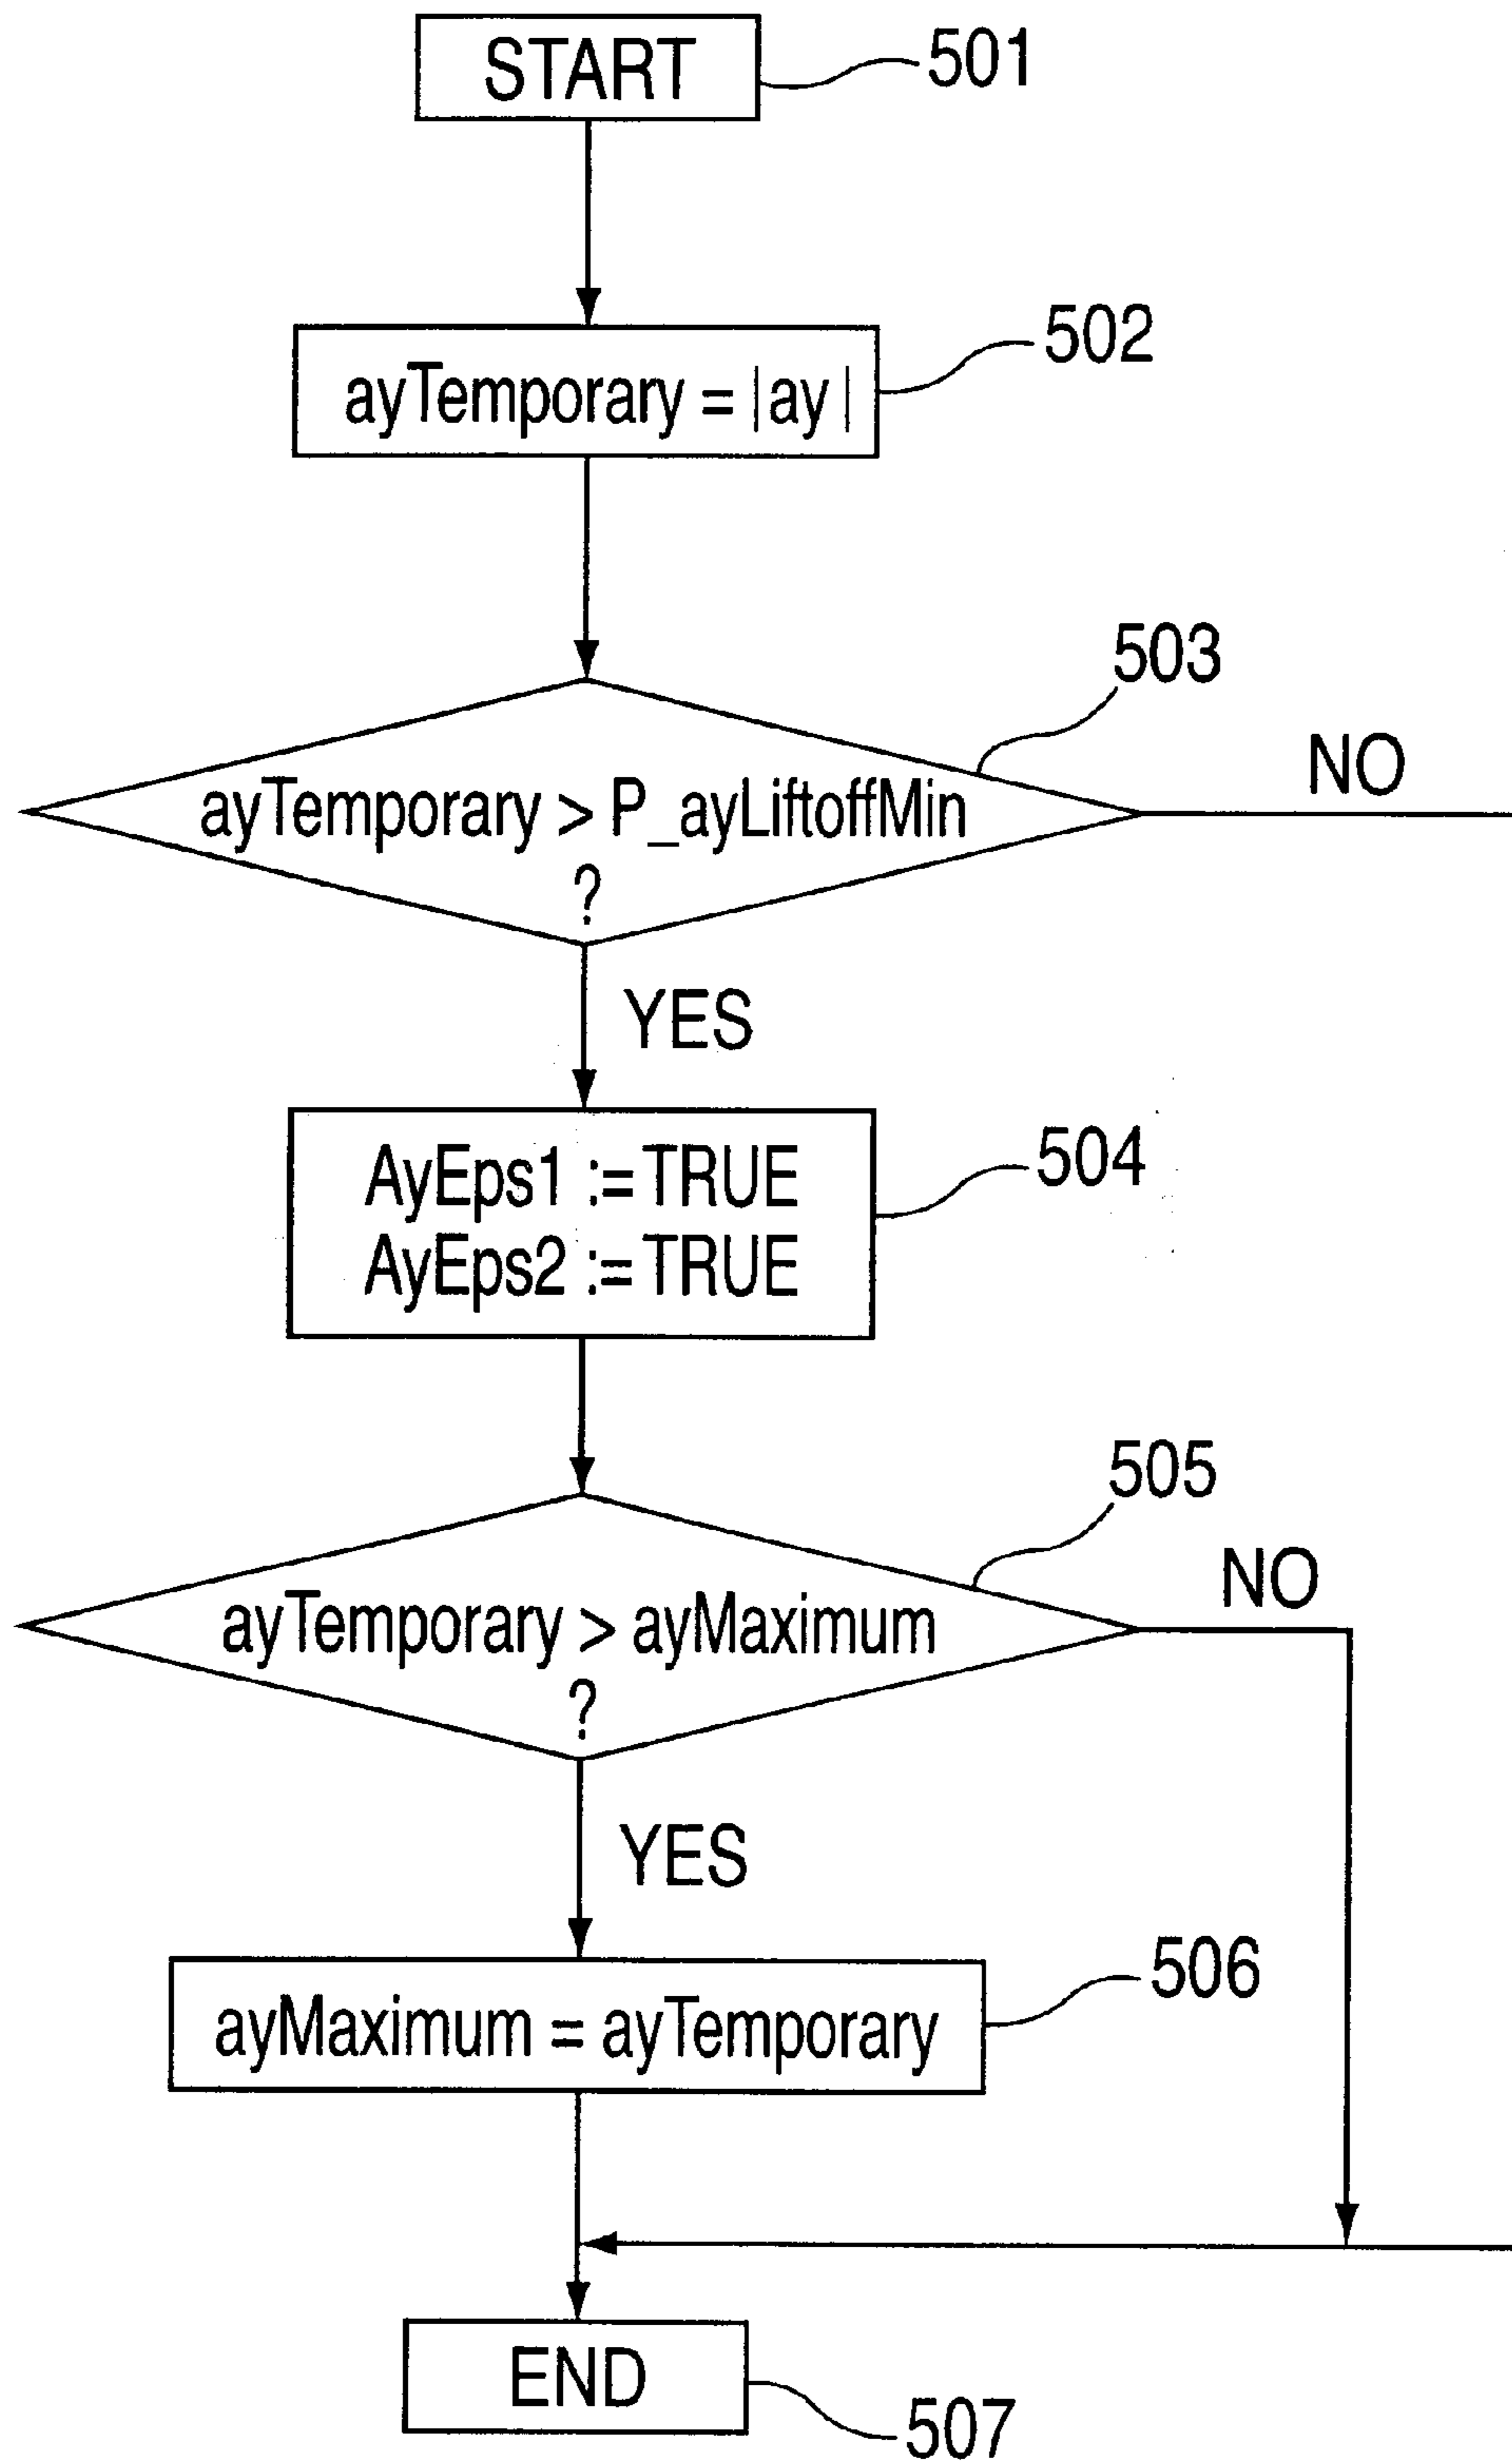 START
501
ayTemporary = |ay|
502
503
ayTemporary > P_ayLiftoffMin
?
NO
YES
AyEps1 := TRUE
AyEps2 := TRUE
504
505
ayTemporary > ayMaximum
?
NO
YES
ayMaximum = ayTemporary
506
END
507